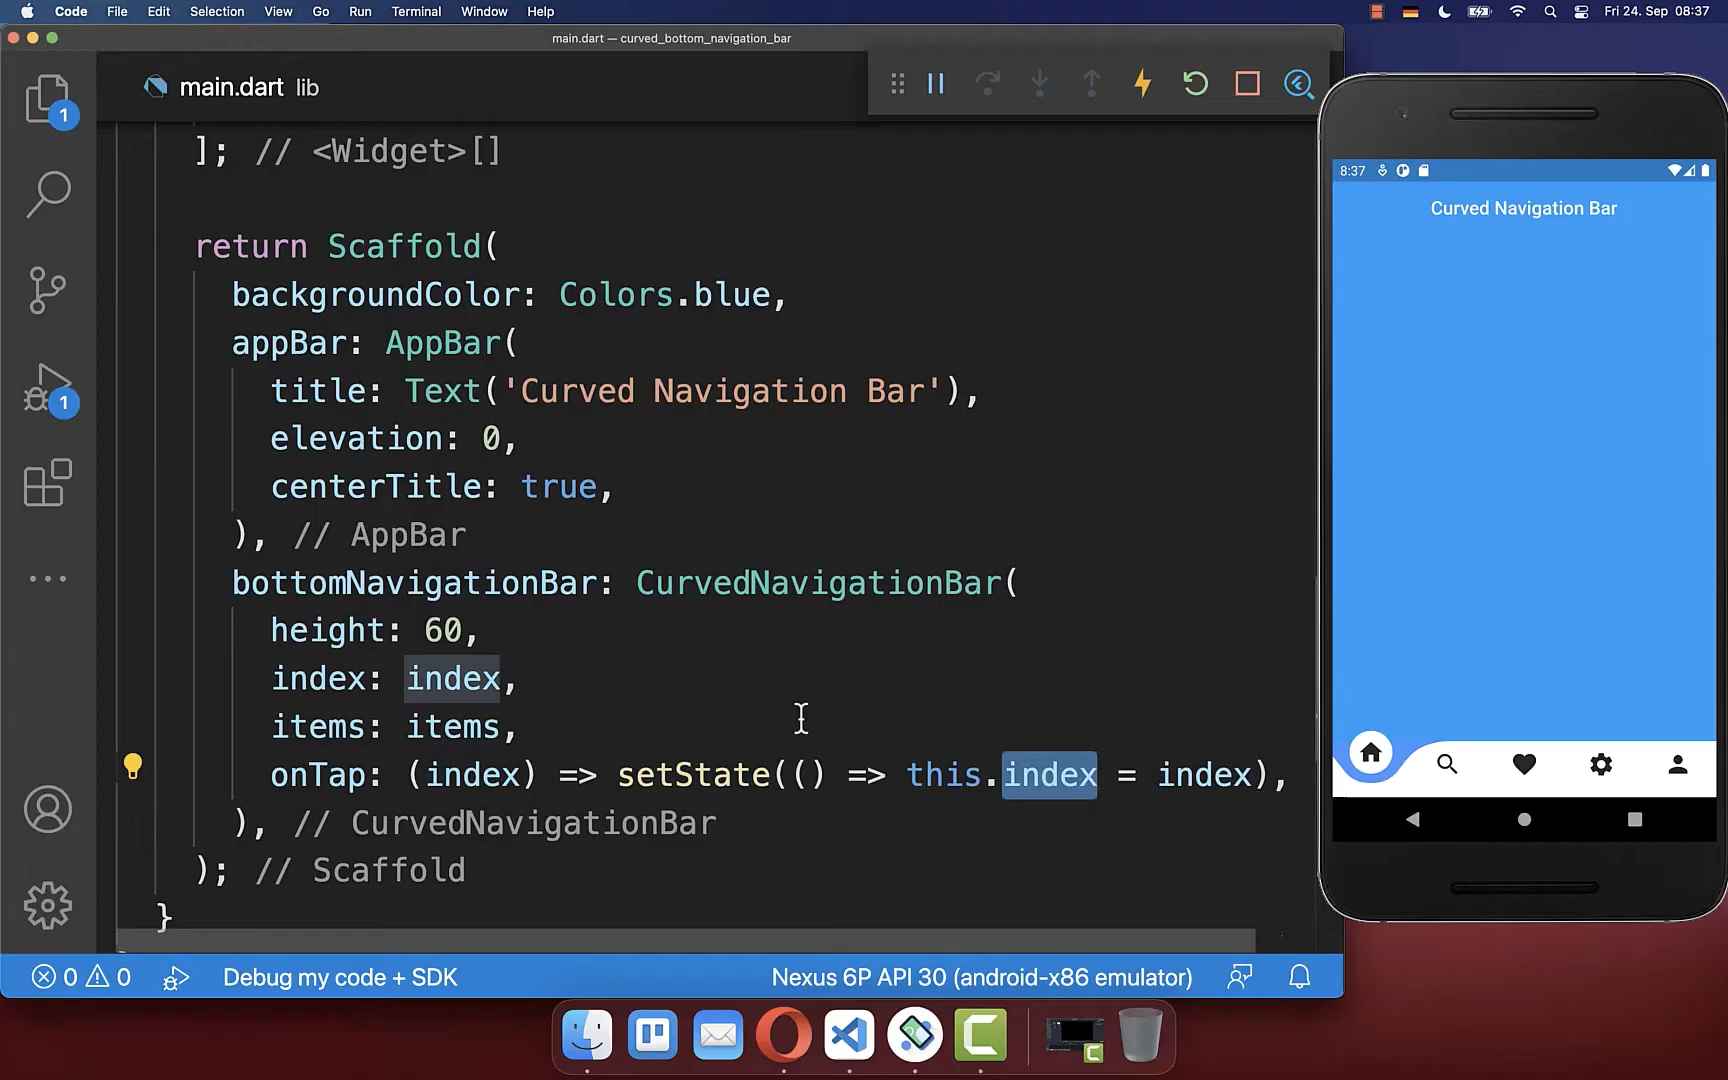 Code File Edit Selection View Go Run Terminal Window Help Fri 24. Sep 08:37
main.dart — curved_bottom_navigation_bar
main.dart lib
1
1
]; // <Widget>[]
return Scaffold(
backgroundColor: Colors.blue,
appBar: AppBar(
title: Text('Curved Navigation Bar'),
elevation: 0,
centerTitle: true,
), // AppBar
bottomNavigationBar: CurvedNavigationBar(
height: 60,
index: index,
items: items,
onTap: (index) => setState(() => this.index = index),
), // CurvedNavigationBar
); // Scaffold
}
0 0 Debug my code + SDK Nexus 6P API 30 (android-x86 emulator)
8:37
Curved Navigation Bar